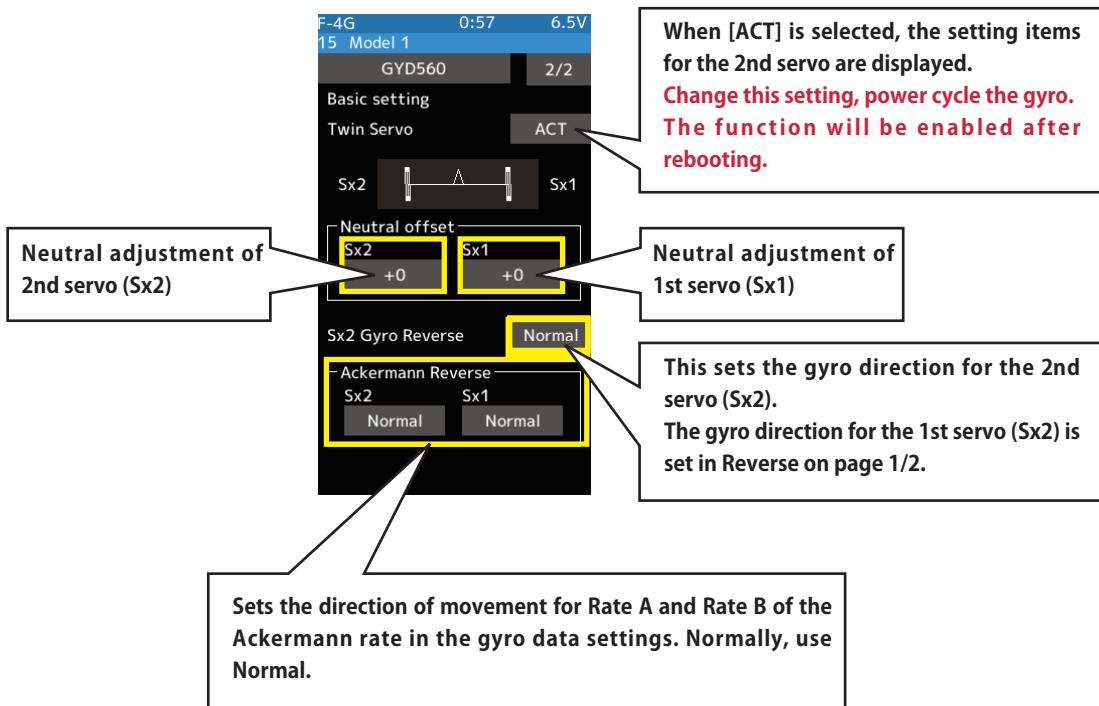 F-4G 0:57 6.5V
15 Model 1
GYD560 2/2
Basic setting
Twin Servo ACT
Sx2 Sx1
Neutral offset
Sx2 Sx1
+0 +0
Sx2 Gyro Reverse Normal
Ackermann Reverse
Sx2 Sx1
Normal Normal
When [ACT] is selected, the setting items
for the 2nd servo are displayed.
Change this setting, power cycle the gyro.
The function will be enabled after
rebooting.
Neutral adjustment of
2nd servo (Sx2)
Neutral adjustment of
1st servo (Sx1)
This sets the gyro direction for the 2nd
servo (Sx2).
The gyro direction for the 1st servo (Sx2) is
set in Reverse on page 1/2.
Sets the direction of movement for Rate A and Rate B of the
Ackermann rate in the gyro data settings. Normally, use
Normal.